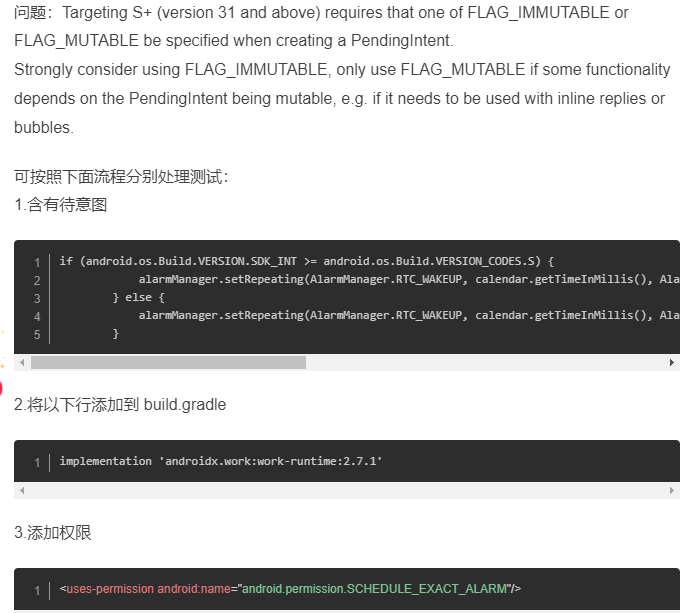 问题：Targeting S+ (version 31 and above) requires that one of FLAG_IMMUTABLE or
FLAG_MUTABLE be specified when creating a PendingIntent.
Strongly consider using FLAG_IMMUTABLE, only use FLAG_MUTABLE if some functionality
depends on the PendingIntent being mutable, e.g. if it needs to be used with inline replies or
bubbles.
可按照下面流程分别处理测试：
1.含有待意图
1 if (android.os.Build.VERSION.SDK_INT >= android.os.Build.VERSION_CODES.S) {
2 alarmManager.setRepeating(AlarmManager.RTC_WAKEUP, calendar.getTimeInMillis(), Ala
3 } else {
4 alarmManager.setRepeating(AlarmManager.RTC_WAKEUP, calendar.getTimeInMillis(), Ala
5 }
2.将以下行添加到 build.gradle
1 implementation 'androidx.work:work-runtime:2.7.1'
3.添加权限
1 <uses-permission android:name="android.permission.SCHEDULE_EXACT_ALARM"/>